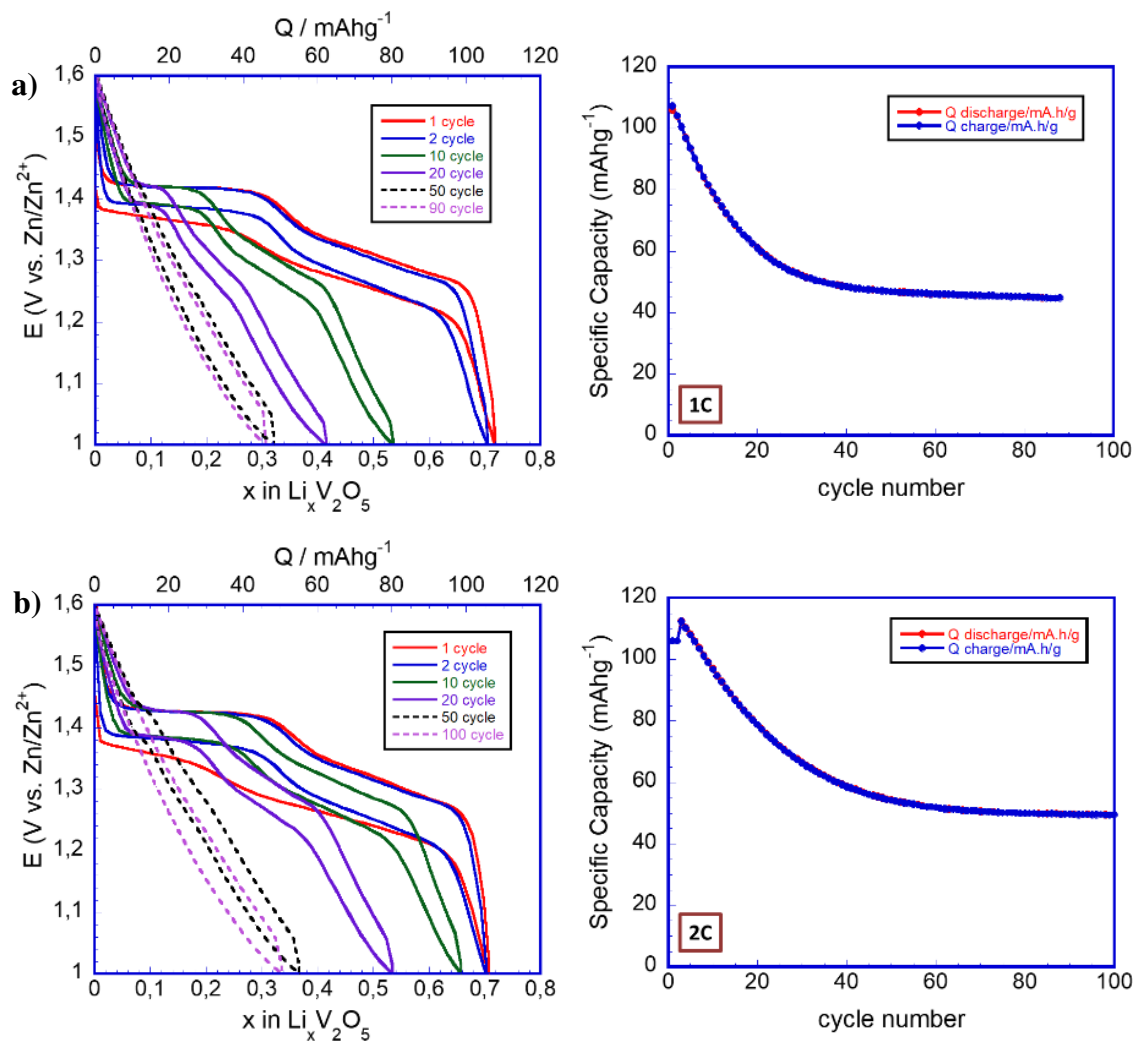 a)
Q / mAhg-1
0 20 40 60 80 100 120
1,6
1,5
1,4
1,3
1,2
1,1
1
E (V vs. Zn/Zn2+)
1 cycle
2 cycle
10 cycle
20 cycle
50 cycle
90 cycle
0 0,1 0,2 0,3 0,4 0,5 0,6 0,7 0,8
x in LixV2O5
120
100
80
60
40
20
0
Specific Capacity (mAhg-1)
Q discharge/mA.h/g
Q charge/mA.h/g
1C
0 20 40 60 80 100
cycle number
b)
Q / mAhg-1
0 20 40 60 80 100 120
1,6
1,5
1,4
1,3
1,2
1,1
1
E (V vs. Zn/Zn2+)
1 cycle
2 cycle
10 cycle
20 cycle
50 cycle
100 cycle
0 0,1 0,2 0,3 0,4 0,5 0,6 0,7 0,8
x in LixV2O5
120
100
80
60
40
20
0
Specific Capacity (mAhg-1)
Q discharge/mA.h/g
Q charge/mA.h/g
2C
0 20 40 60 80 100
cycle number